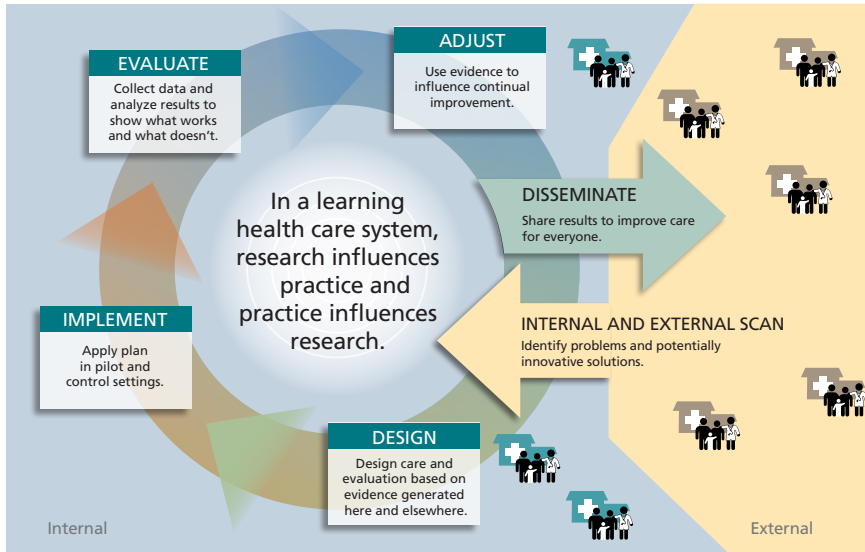 ADJUST
Use evidence to
influence continual
improvement.
EVALUATE
Collect data and
analyze results to
show what works
and what doesn't.
DISSEMINATE
Share results to improve care
for everyone.
In a learning
health care system,
research influences
practice and
practice influences
research.
INTERNAL AND EXTERNAL SCAN
Identify problems and potentially
innovative solutions.
IMPLEMENT
Apply plan
in pilot and
control settings.
DESIGN
Design care and
evaluation based on
evidence generated
here and elsewhere.
Internal
External